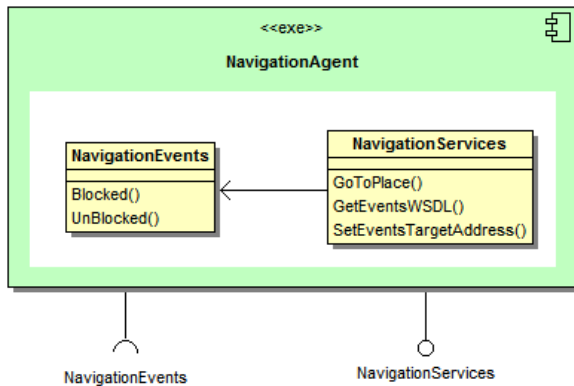 <<exe>>
NavigationAgent
NavigationEvents
Blocked()
UnBlocked()
NavigationServices
GoToPlace()
GetEventsWSDL()
SetEventsTargetAddress()
NavigationEvents
NavigationServices